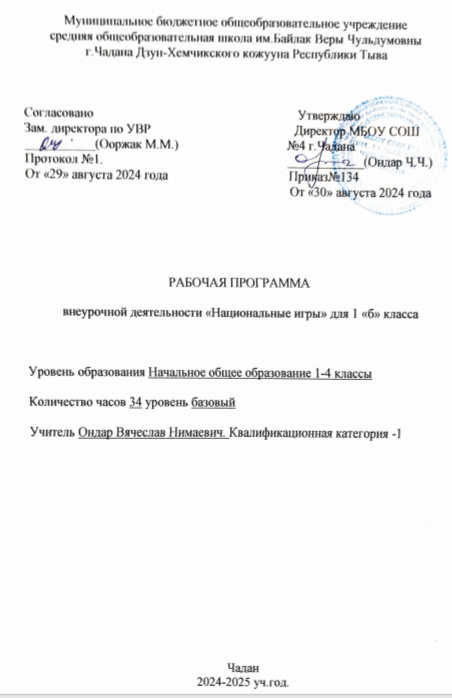 Муниципальное бюджетное общеобразовательное учреждение
средняя общеобразовательная школа им.Байлак Веры Чульдумовны
г.Чадана Дзун-Хемчикского кожууна Республики Тыва
Согласовано
Зам. директора по УВР
____________(Ооржак М.М.)
Протокол №1.
От «29» августа 2024 года
Утверждаю
Директор МБОУ СОШ
№4 г.Чадана
____________(Ондар Ч.Ч.)
Приказ№134
От «30» августа 2024 года
РАБОЧАЯ ПРОГРАММА
внеурочной деятельности «Национальные игры» для 1 «б» класса
Уровень образования Начальное общее образование 1-4 классы
Количество часов 34 уровень базовый
Учитель Ондар Вячеслав Нимаевич. Квалификационная категория -1
Чадан
2024-2025 уч.год.